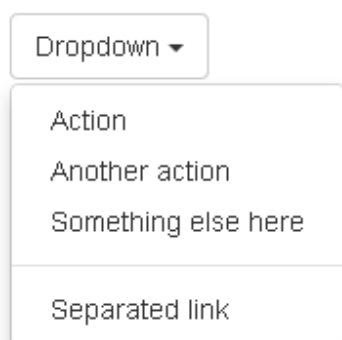 Dropdown
Action
Another action
Something else here
Separated link